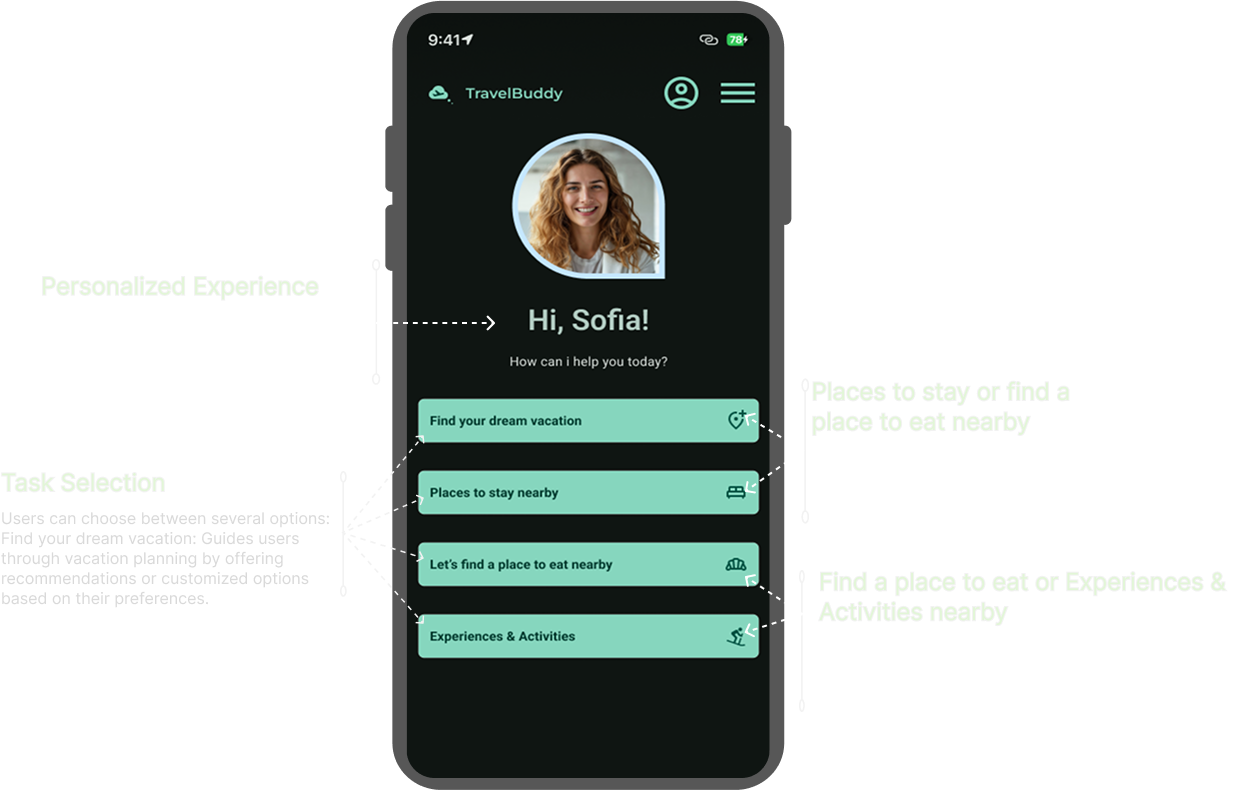 9:41
78
TravelBuddy
Personalized Experience
Hi, Sofia!
How can i help you today?
Places to stay or find a
place to eat nearby
Find your dream vacation
Task Selection
Users can choose between several options:
Find your dream vacation: Guides users
through vacation planning by offering
recommendations or customized options
based on their preferences.
Places to stay nearby
Let's find a place to eat nearby
Find a place to eat or Experiences &
Activities nearby
Experiences & Activities